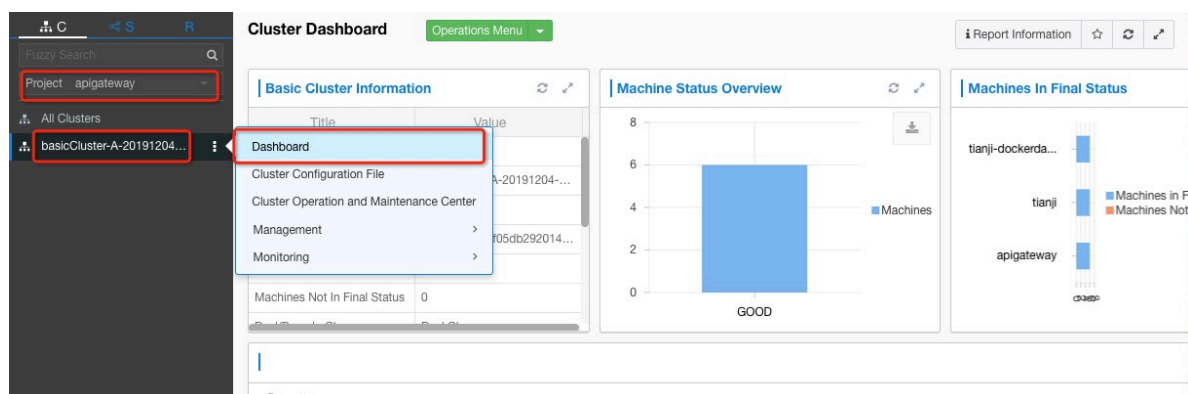 C S R
Fuzzy Search
Project apigateway
All Clusters
basicCluster-A-20191204...
Cluster Dashboard
Operations Menu
Report Information
Basic Cluster Information
Title Value
A-20191204-...
f05db292014...
Machines Not In Final Status 0
Dashboard
Cluster Configuration File
Cluster Operation and Maintenance Center
Management
Monitoring
Machine Status Overview
8
6
4
2
0
GOOD
Machines
Machines In Final Status
tianji-dockerda...
tianji
apigateway
Machines in F
Machines Not